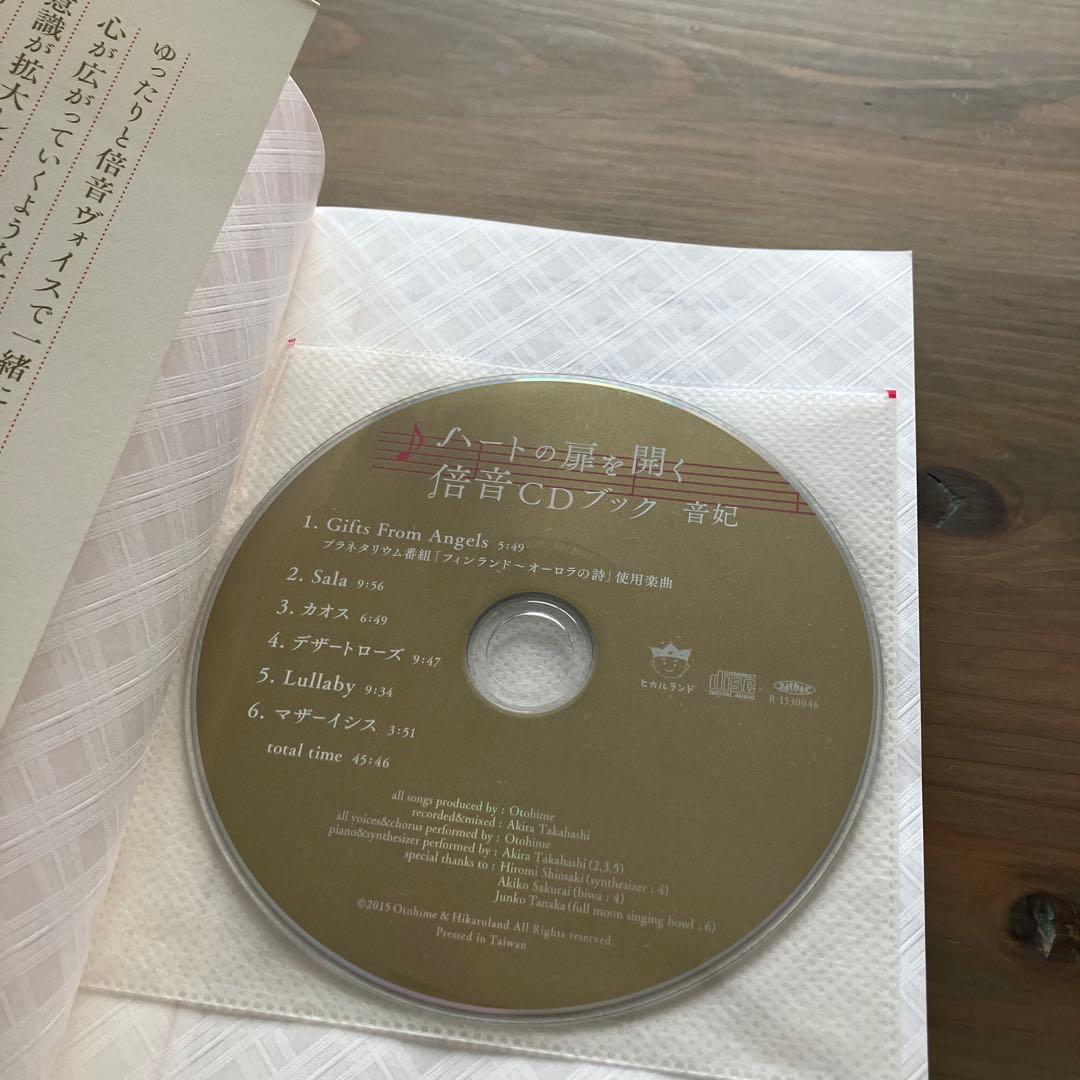 ゆったりと倍音ヴォイスで一緒に
心が広がっていくような
意識が拡大
ハートの扉を開く
倍音CDブック 音妃
1. Gifts From Angels 5:49
プラネタリウム番組「フィンランド〜オーロラの詩」使用楽曲
2. Sala 9:56
3. カオス 6:49
4. デザートローズ 9:47
5. Lullaby 9:34
6. マザーイシス 3:51
total time 45:46
ヒカルランド
COMPACT
disc
DIGITAL AUDIO
R-1530046
all songs produced by : Otohime
recorded&mixed : Akira Takahashi
all voices&chorus performed by : Otohime
piano&synthesizer performed by : Akira Takahashi (2,3,5)
special thanks to : Hiromi Shiosaki (synthesizer : 4)
Akiko Sakurai (biwa : 4)
Junko Tanaka (full moon singing bowl : 6)
©2015 Otohime & Hikaruland All Rights reserved.
Pressed in Taiwan